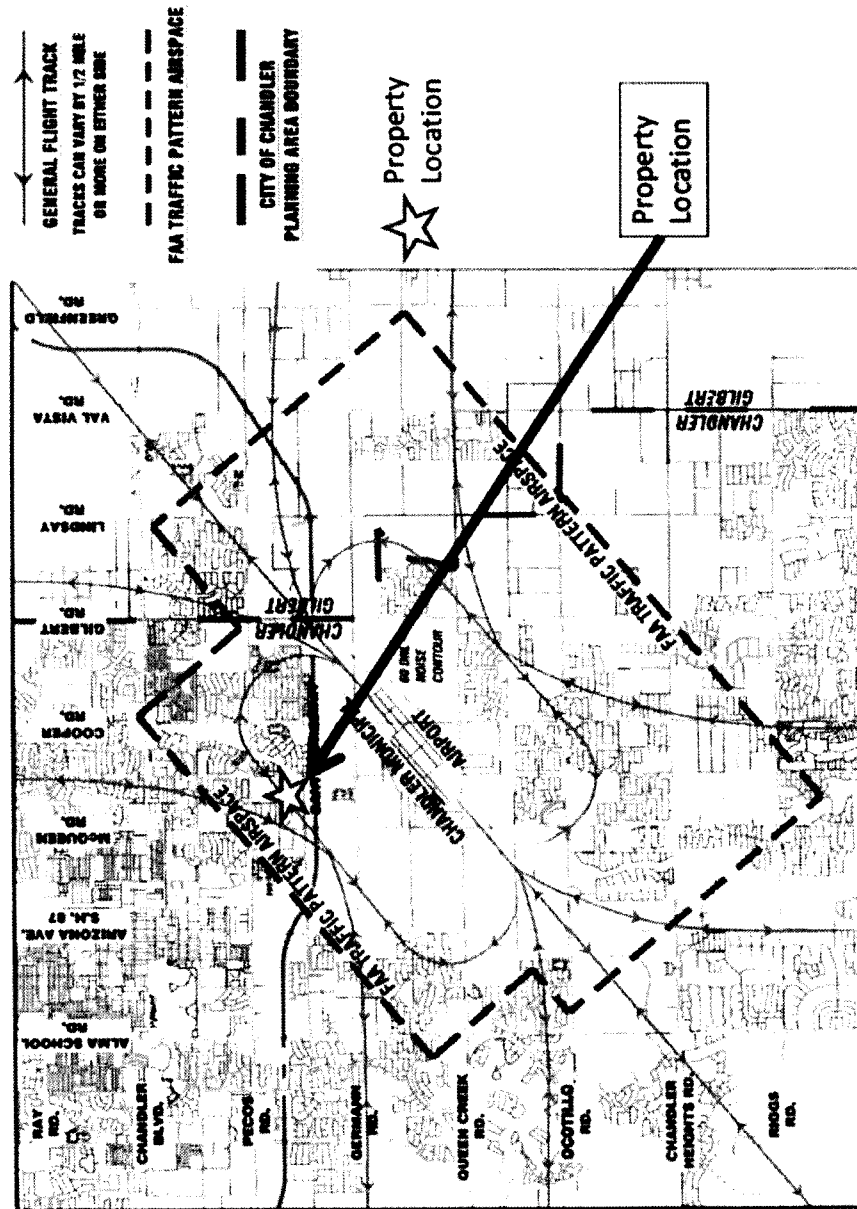 GENERAL FLIGHT TRACK
TRACKS CAN VARY BY 1/2 MILE
OR MORE ON EITHER SIDE
FAA TRAFFIC PATTERN AIRSPACE
CITY OF CHANDLER
PLANNING AREA BOUNDARY
Property
Location
Property
Location
ALMA SCHOOL
RD.
ARIZONA AVE.
S.H. 87
McQUEEN
RD.
COOPER
RD.
GILBERT
RD.
LINDSAY
RD.
VAL VISTA
RD.
GREENFIELD
RD.
RAY
RD.
CHANDLER
BLVD.
PECOS
RD.
GERMANN
RD.
QUEEN CREEK
RD.
OCOTILLO
RD.
CHANDLER
HEIGHTS RD.
RIGGS
RD.
FAA TRAFFIC PATTERN AIRSPACE
FAA TRAFFIC PATTERN AIRSPACE
CHANDLER
GILBERT
CHANDLER
GILBERT
CHANDLER MUNICIP
AIRPORT
NOISE
CONTOUR